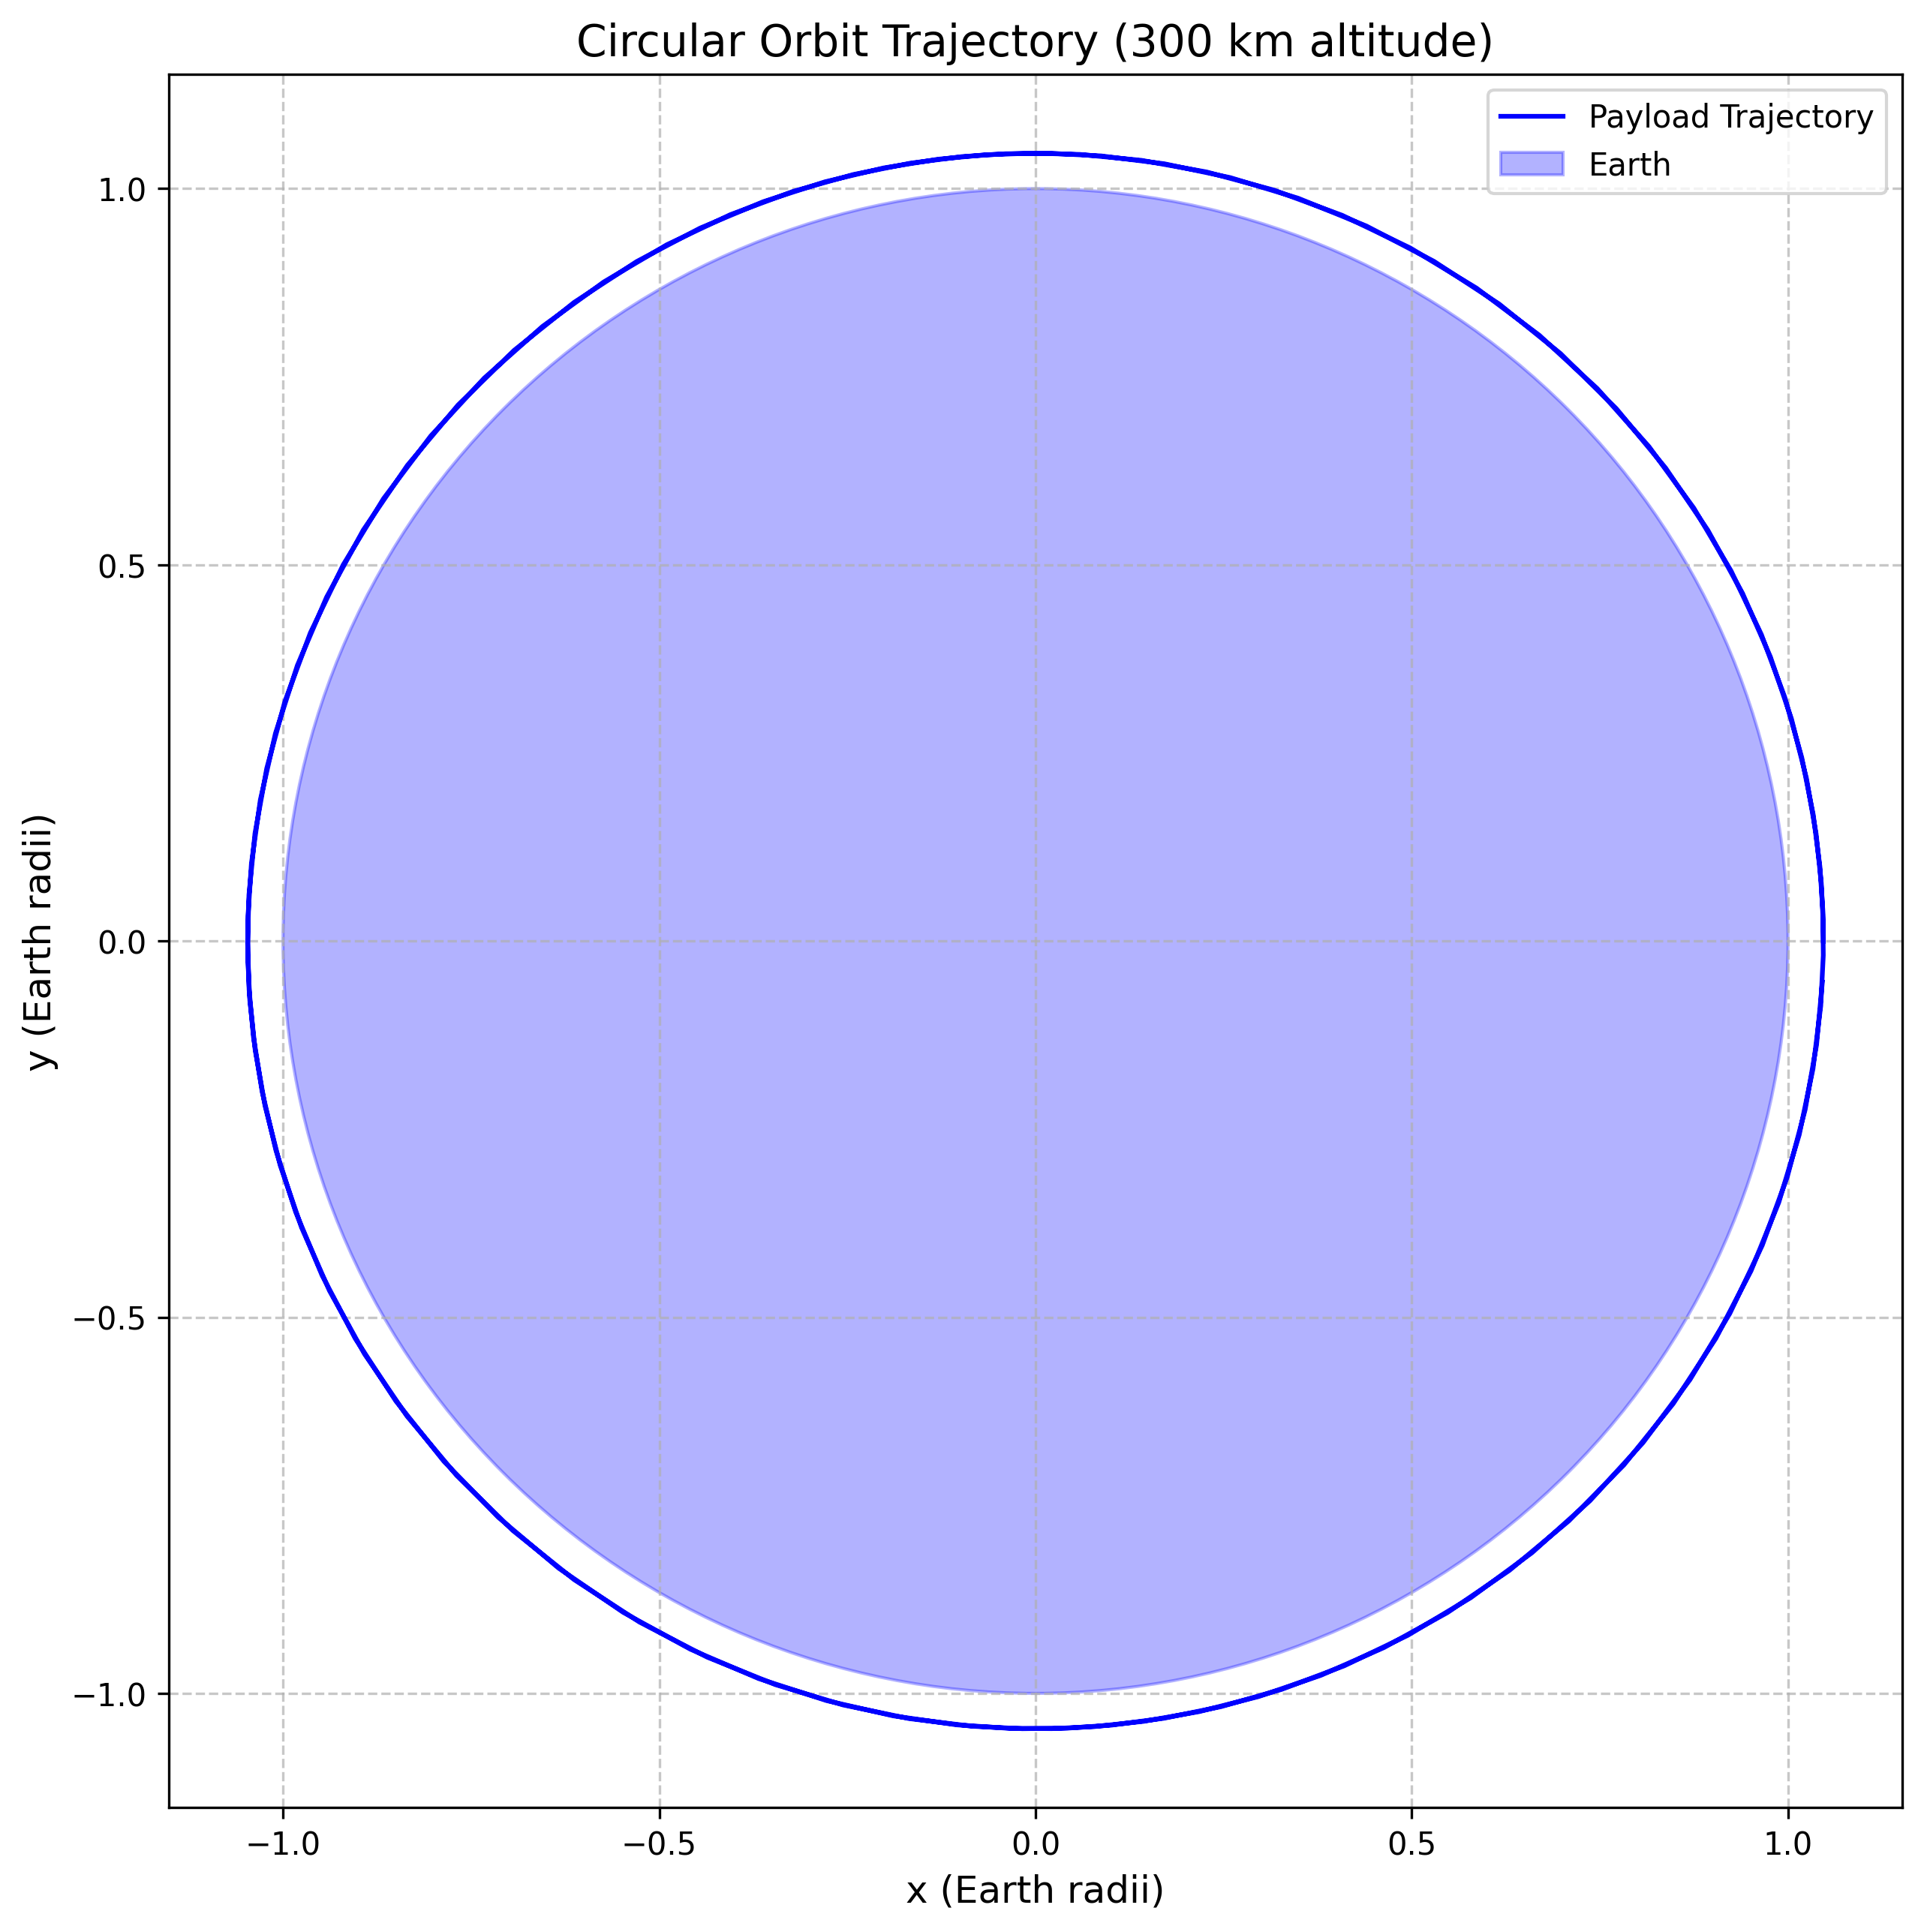 Circular Orbit Trajectory (300 km altitude)
Payload Trajectory
Earth
1.0
0.5
0.0
−0.5
−1.0
y (Earth radii)
−1.0 −0.5 0.0 0.5 1.0
x (Earth radii)